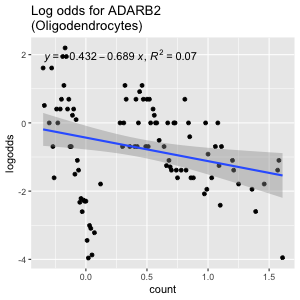 Log odds for ADARB2
(Oligodendrocytes)
y = −0.432 − 0.689 x, R² = 0.07
2
0
-2
-4
logodds
0.0 0.5 1.0 1.5
count